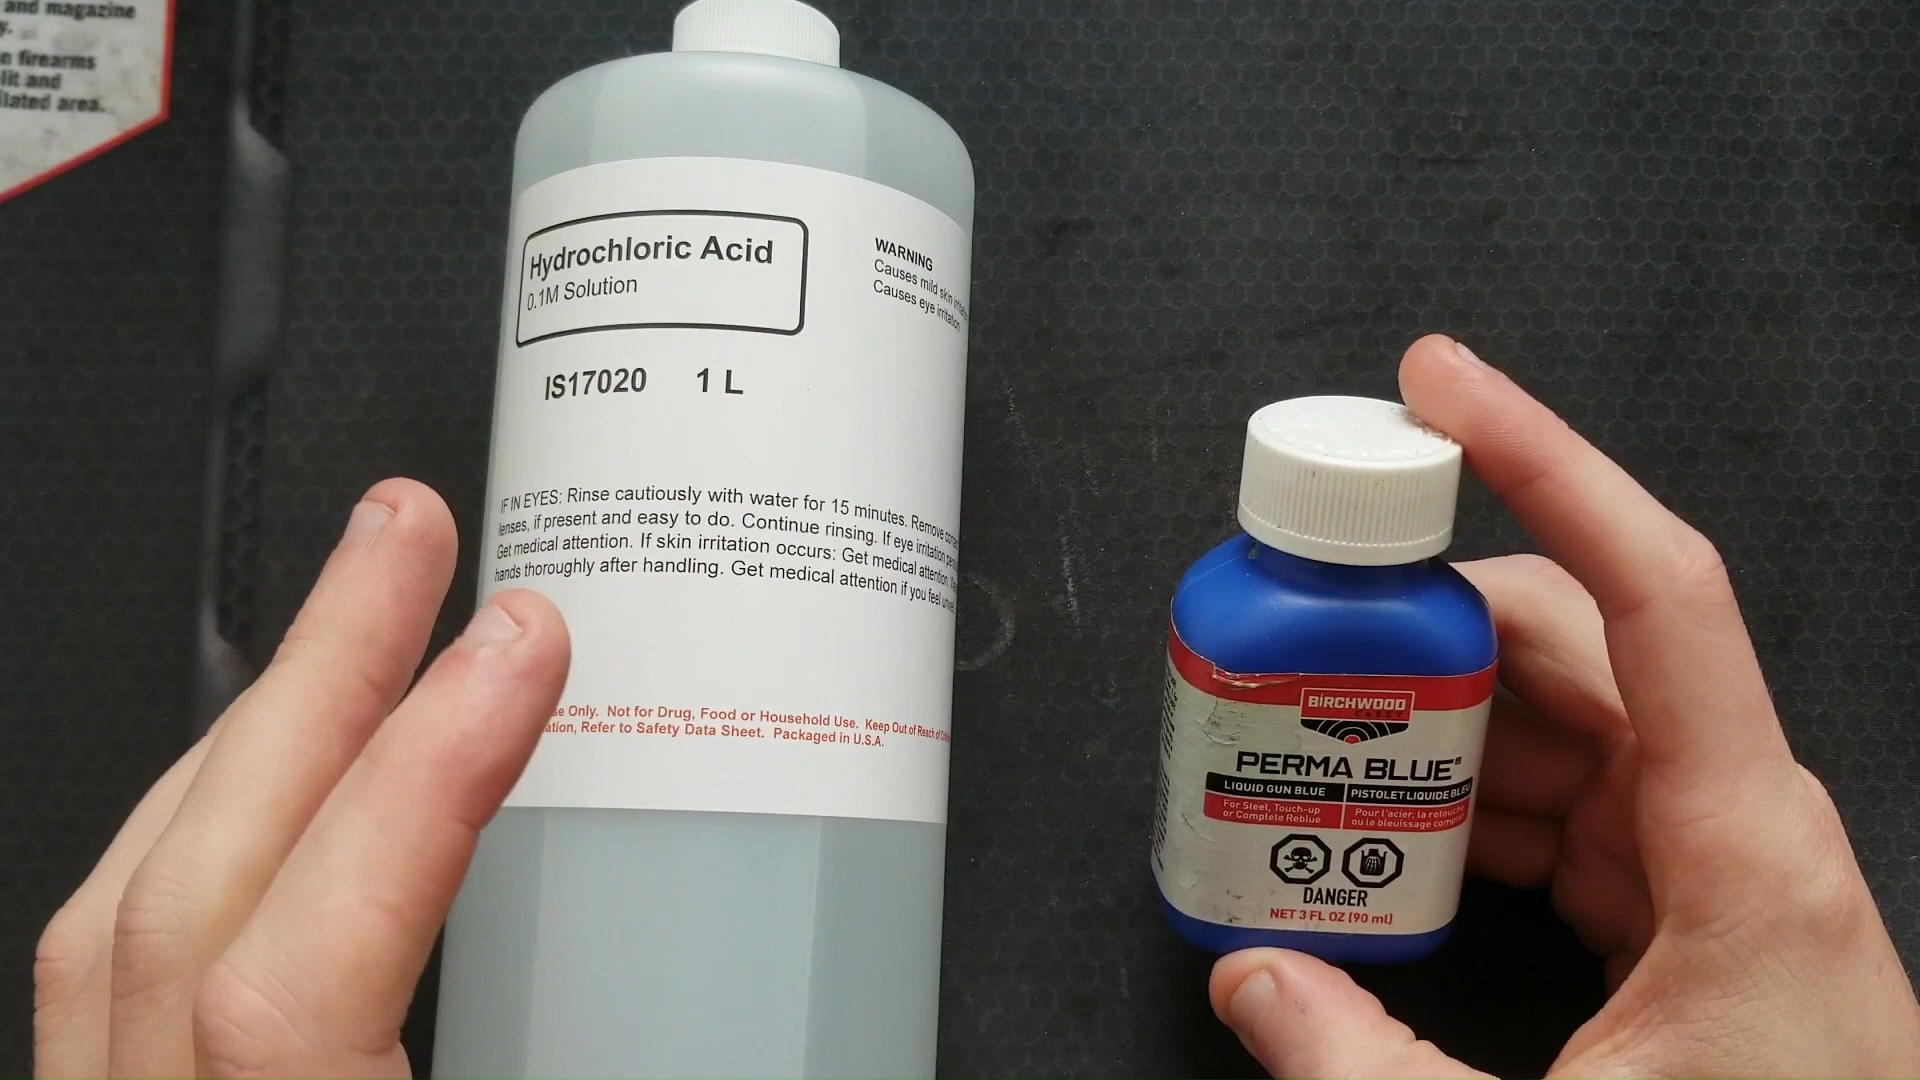 and magazine
firearms
lit and
area.
Hydrochloric Acid
0.1M Solution
IS17020 1 L
WARNING
Causes mild skin
Causes eye irritation
IF IN EYES: Rinse cautiously with water for 15 minutes. Remove
lenses, if present and easy to do. Continue rinsing. If eye irritation
Get medical attention. If skin irritation occurs: Get medical attention.
hands thoroughly after handling. Get medical attention if you feel
Only. Not for Drug, Food or Household Use. Keep Out of Reach of
Refer to Safety Data Sheet. Packaged in U.S.A.
BIRCHWOOD
CASEY
PERMA BLUE®
LIQUID GUN BLUE
For Steel, Touch-up
or Complete Reblue
PISTOLET LIQUIDE BLEU
Pour l'acier, la retouche
ou le bleuissage complet
DANGER
NET 3 FL OZ (90 ml)